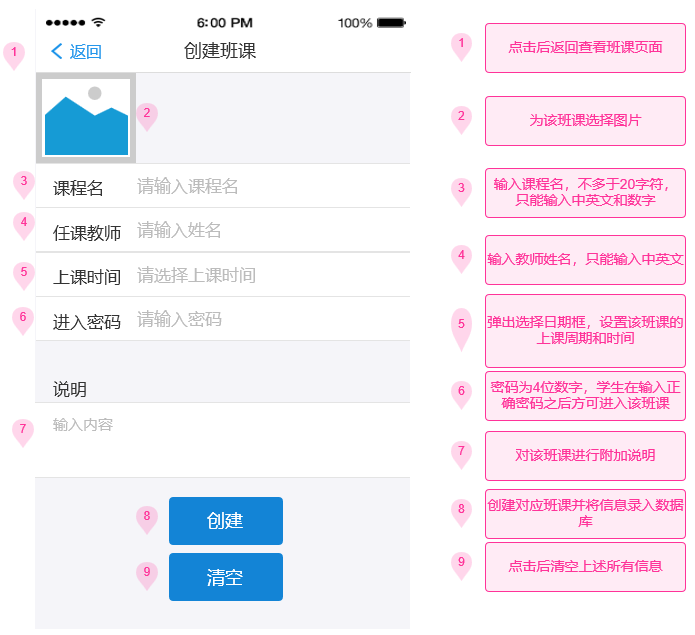 6:00 PM
100%
1
返回
创建班课
2
3
课程名
请输入课程名
4
任课教师
请输入姓名
5
上课时间
请选择上课时间
6
进入密码
请输入密码
说明
7
输入内容
8
创建
9
清空
1
点击后返回查看班课页面
2
为该班课选择图片
3
输入课程名，不多于20字符，
只能输入中英文和数字
4
输入教师姓名，只能输入中英文
5
弹出选择日期框，设置该班课的
上课周期和时间
6
密码为4位数字，学生在输入正
确密码之后方可进入该班课
7
对该班课进行附加说明
8
创建对应班课并将信息录入数据
库
9
点击后清空上述所有信息